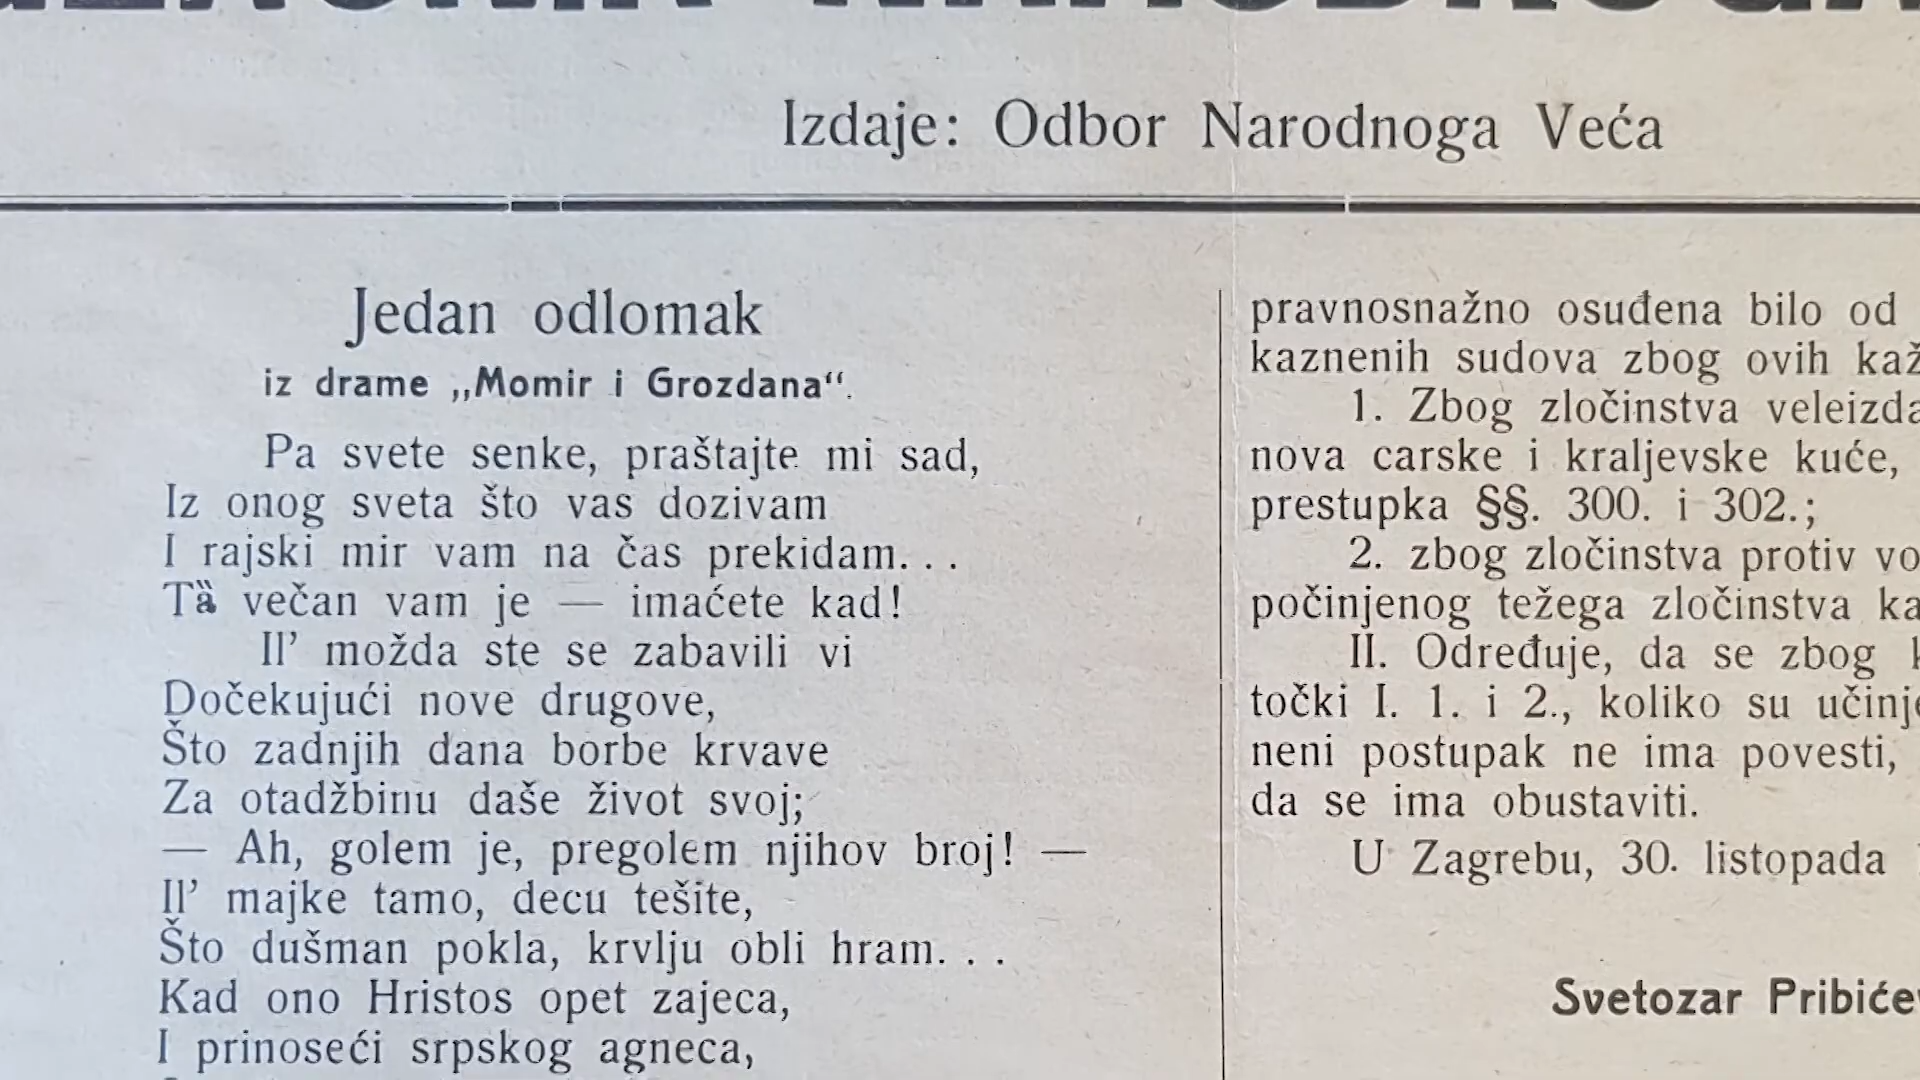 Izdaje: Odbor Narodnoga Veća
Jedan odlomak
iz drame „Momir i Grozdana“.
Pa svete senke, praštajte mi sad,
Iz onog sveta što vas dozivam
I rajski mir vam na čas prekidam. . .
Tȁ večan vam je — imaćete kad!
Il’ možda ste se zabavili vi
Dočekujući nove drugove,
Što zadnjih dana borbe krvave
Za otadžbinu daše život svoj;
— Ah, golem je, pregolem njihov broj! —
Il’ majke tamo, decu tešite,
Što dušman pokla, krvlju obli hram. . .
Kad ono Hristos opet zajeca,
I prinoseći srpskog agneca,
pravnosnažno osuđena bilo od
kaznenih sudova zbog ovih
1. Zbog zločinstva
nova carske i kraljevske kuće,
prestupka §§. 300. i 302.;
2. zbog zločinstva protiv
počinjenog težega zločinstva
II. Određuje, da se zbog
točki I. 1. i 2., koliko su
neni postupak ne ima povesti,
da se ima obustaviti.
U Zagrebu, 30. listopada
Svetozar